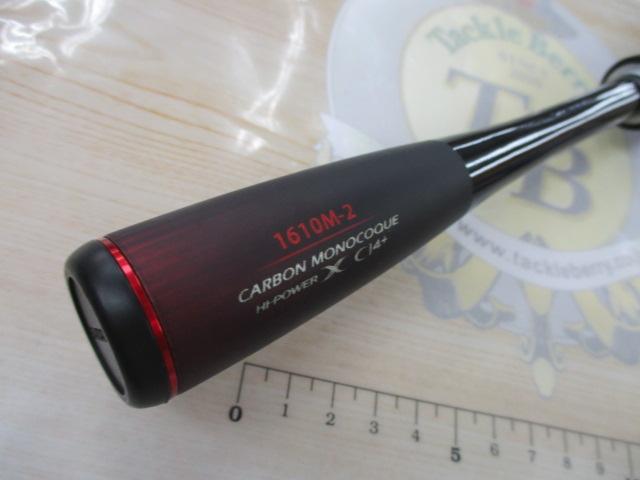 Tackle Berry
TB
www.tackleberry.
1610M-2
CARBON MONOCOQUE
HI-POWER X CI4+
0 1 2 3 4 5 6 7 8 9